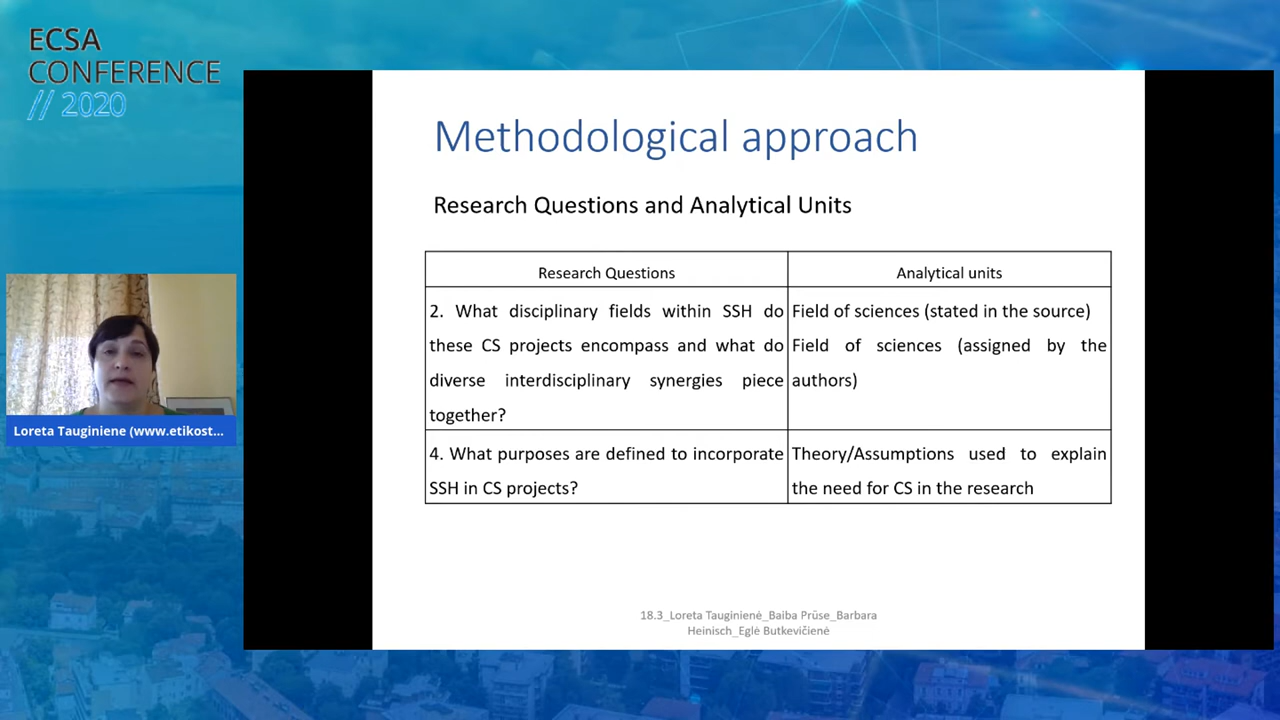 ECSA
CONFERENCE
// 2020
Methodological approach
Research Questions and Analytical Units
Research Questions
Analytical units
2. What disciplinary fields within SSH do
these CS projects encompass and what do
diverse interdisciplinary synergies piece
together?
Field of sciences (stated in the source)
Field of sciences (assigned by the
authors)
4. What purposes are defined to incorporate
SSH in CS projects?
Theory/Assumptions used to explain
the need for CS in the research
Loreta Tauginiene (www.etikost...
18.3_Loreta Tauginienė_Baiba Prūse_Barbara
Heinisch_Eglė Butkevičienė